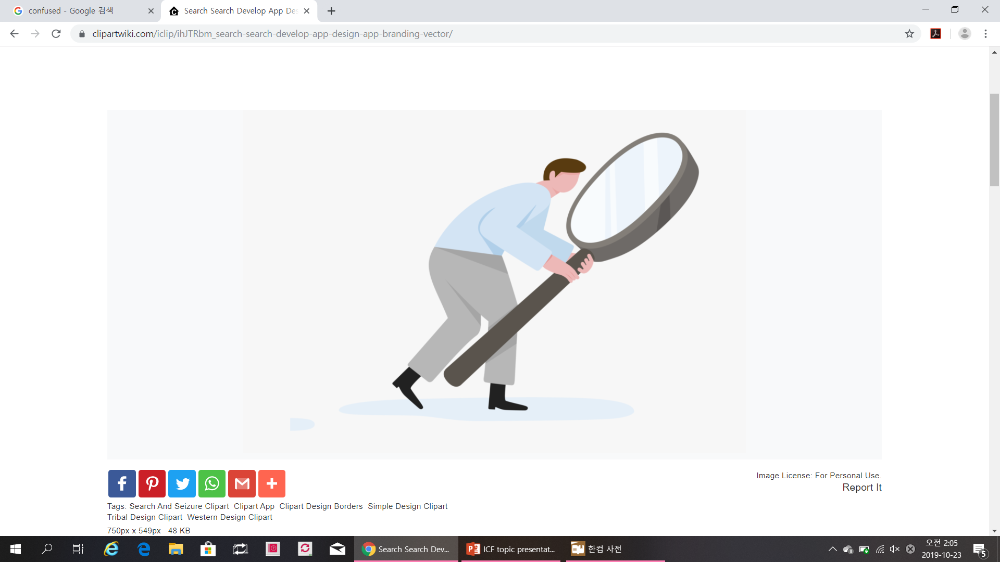 confused - Google 검색
Search Search Develop App Des
clipartwiki.com/iclip/ihJTRbm_search-search-develop-app-design-app-branding-vector/
Image License: For Personal Use.
Report It
Tags: Search And Seizure Clipart Clipart App Clipart Design Borders Simple Design Clipart
Tribal Design Clipart Western Design Clipart
750px x 549px 48 KB
Search Search Dev...
ICF topic presentat...
한컴 사전
오전 2:05
2019-10-23
5